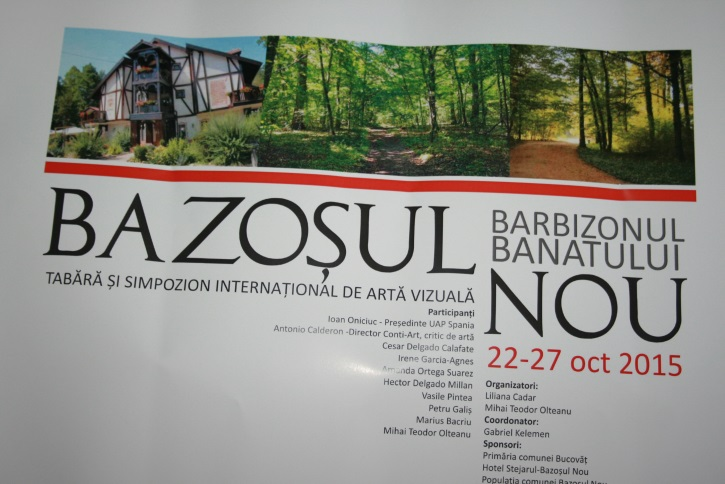 BAZOȘUL
BARBIZONUL
BANATULUI
NOU
TABĂRĂ ȘI SIMPOZION INTERNAȚIONAL DE ARTĂ VIZUALĂ
22-27 oct 2015
Participanți
Ioan Oniciuc - Președinte UAP Spania
Antonio Calderon -Director Conti-Art, critic de artă
Cesar Delgado Calafate
Irene Garcia-Agnes
Amanda Ortega Suarez
Hector Delgado Millan
Vasile Pintea
Petru Galiș
Marius Bacriu
Mihai Teodor Olteanu
Organizatori:
Liliana Cadar
Mihai Teodor Olteanu
Coordonator:
Gabriel Kelemen
Sponsori:
Primăria comunei Bucovăț
Hotel Stejarul-Bazoșul Nou
Populația comunei Bazoșul Nou